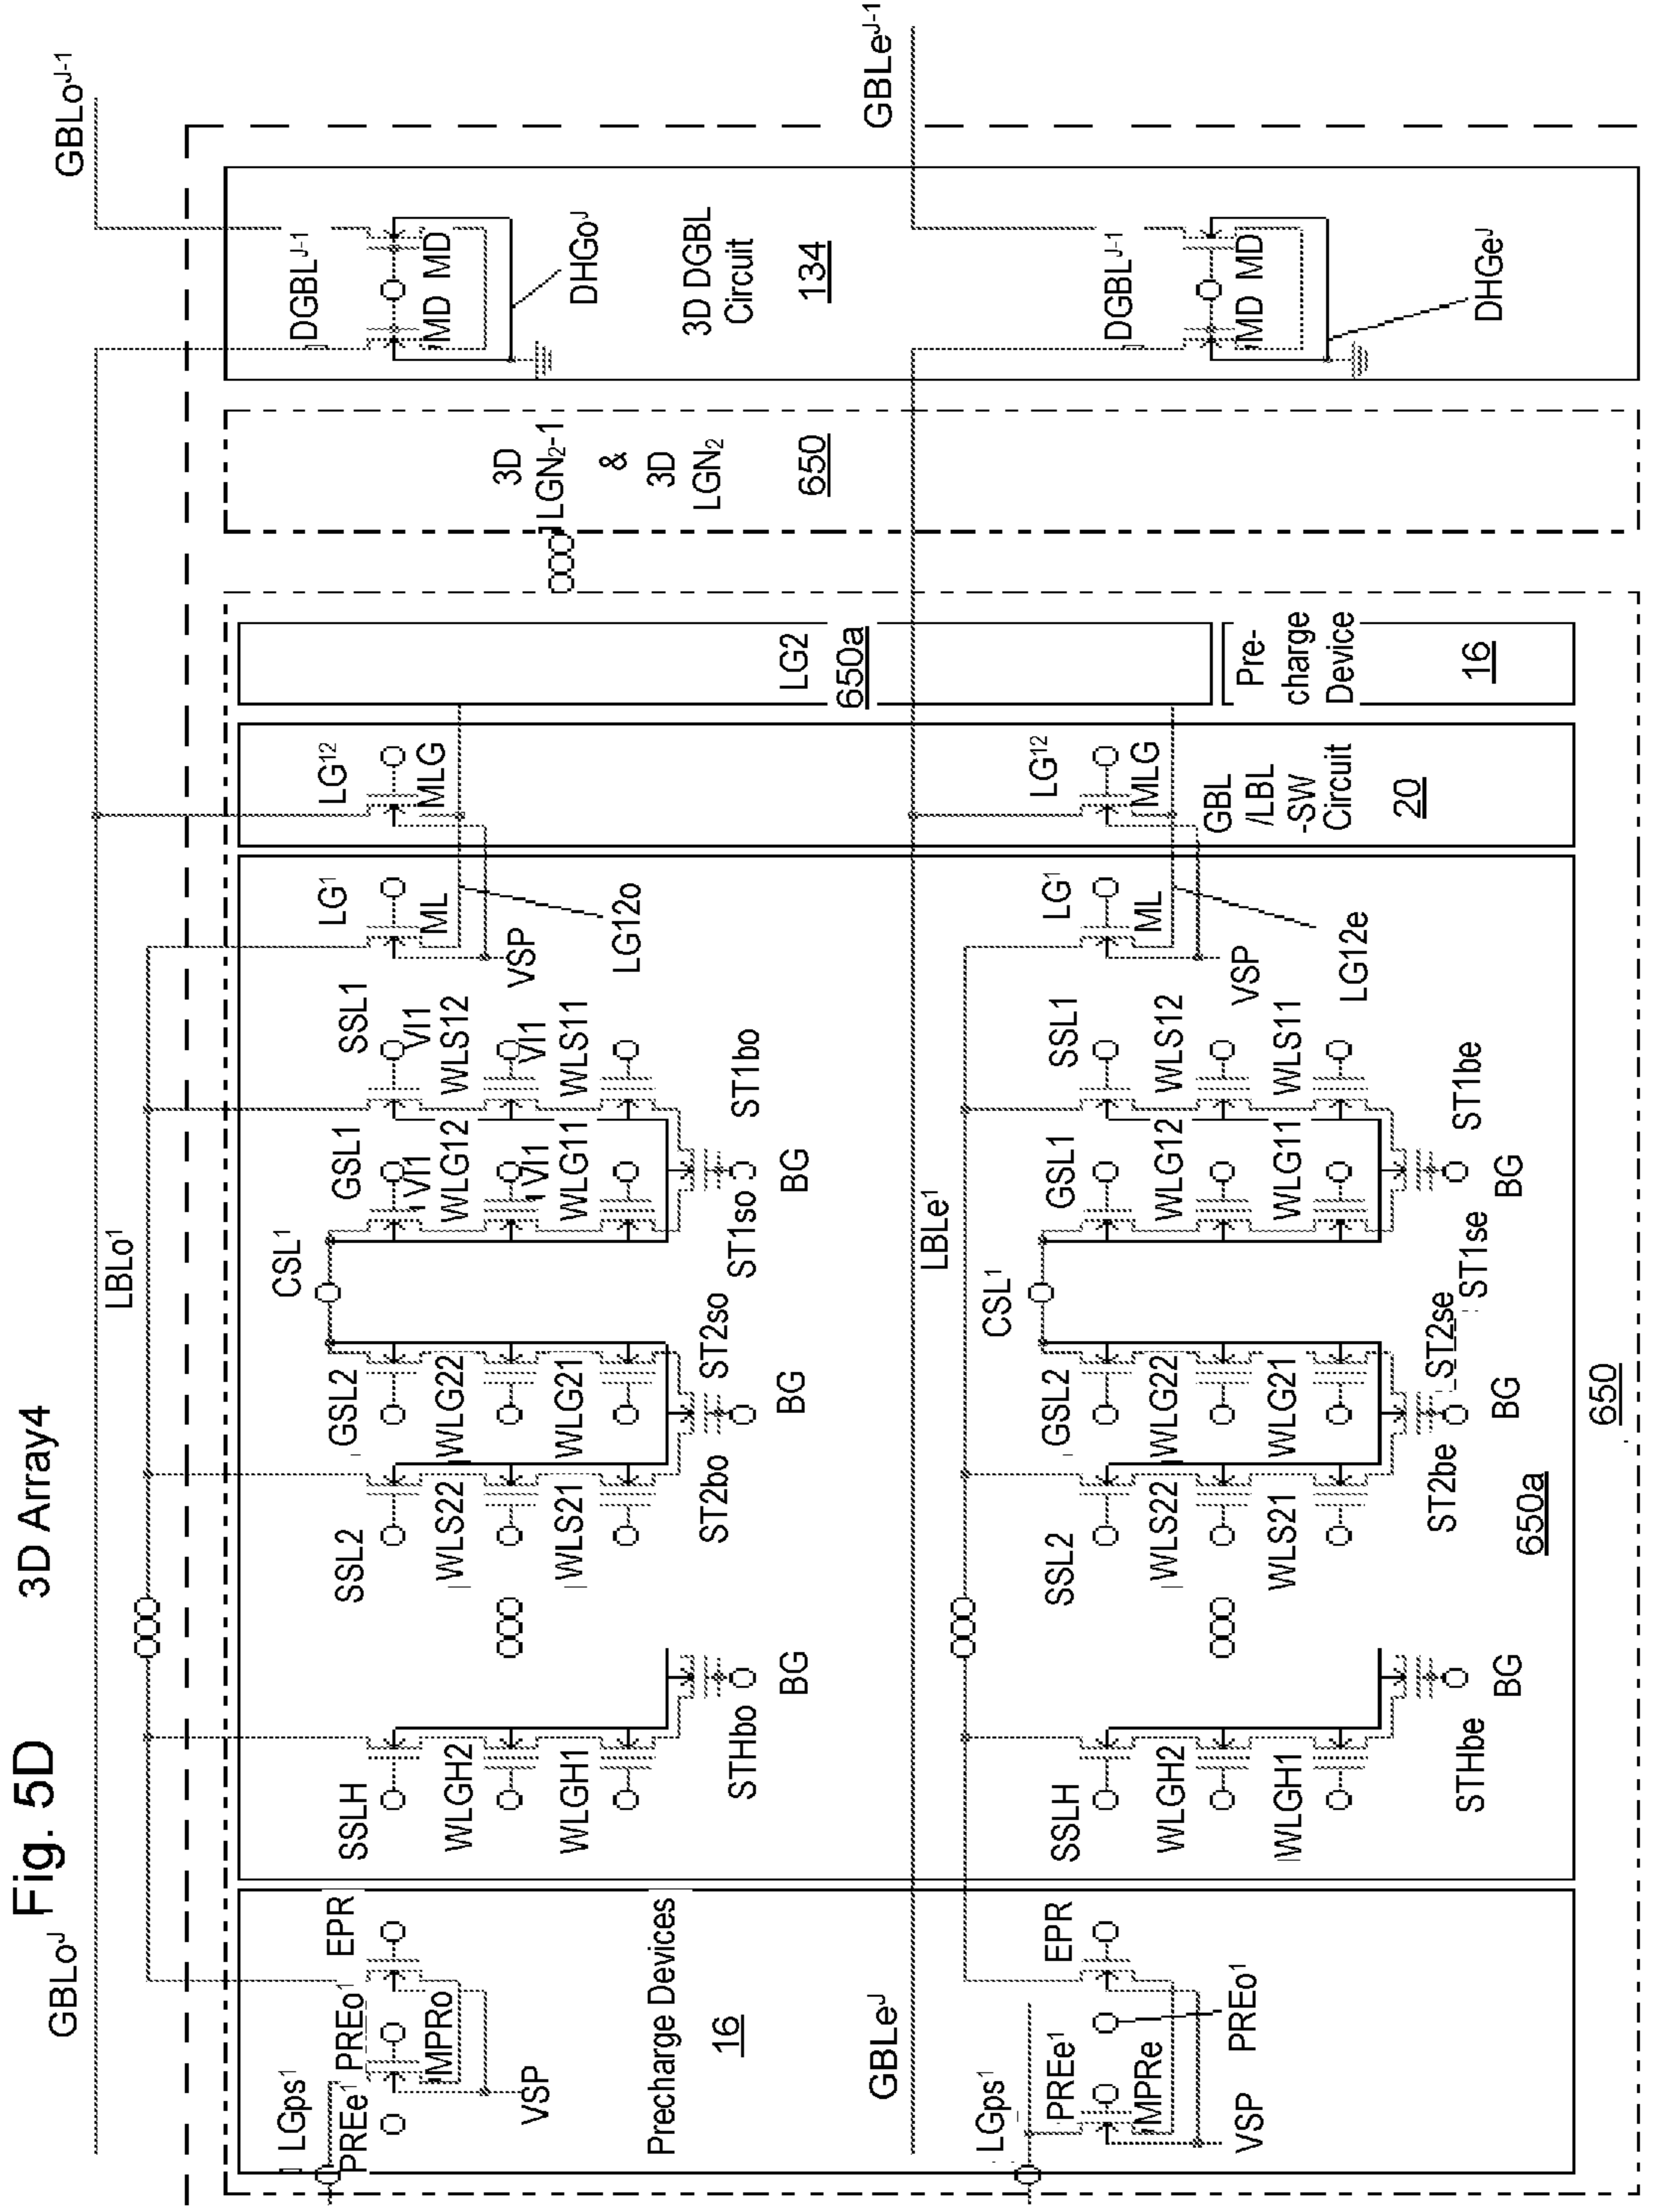 Fig. 5D
3D Array4
GBLo^J
GBLo^J-1
LBLo^1
LGps^1
PREe^1
PREo^1
EPR
MPRo
VSP
Precharge Devices
16
SSLH
WLGH2
WLGH1
STHbo
BG
SSL2
WLS22
WLS21
ST2bo
GSL2
WLG22
WLG21
ST2so
BG
CSL^1
GSL1
VI1
WLG12
VI1
WLG11
ST1so
BG
SSL1
VI1
WLS12
VI1
WLS11
ST1bo
LG^1
ML
VSP
LG12o
LG^12
MLG
LG2
650a
3D
LGN2-1
&
3D
LGN2
650
DGBL^J-1
MD MD
DHGo^J
3D DGBL
Circuit
134
GBLe^J
GBLe^J-1
LBLe^1
LGps^1
PREe^1
EPR
MPRe
PREo^1
VSP
SSLH
WLGH2
WLGH1
STHbe
BG
SSL2
WLS22
WLS21
ST2be
GSL2
WLG22
WLG21
ST2se
BG
CSL^1
GSL1
WLG12
WLG11
ST1se
BG
SSL1
WLS12
WLS11
ST1be
LG^1
ML
VSP
LG12e
LG^12
MLG
GBL
/LBL
-SW
Circuit
20
Pre-
charge
Device
16
DGBL^J-1
MD MD
DHGe^J
650a
650